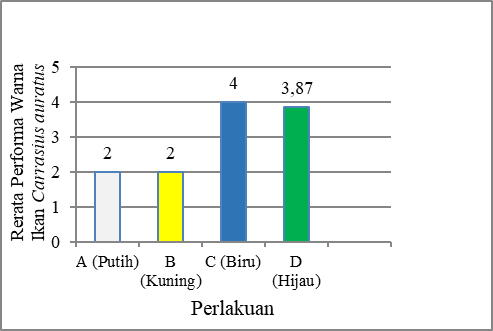 Rerata Performa Warna
Ikan Carrasius auratus
5
4
3
2
1
0
2
2
4
3,87
A (Putih)
B
(Kuning)
C (Biru)
D
(Hijau)
Perlakuan